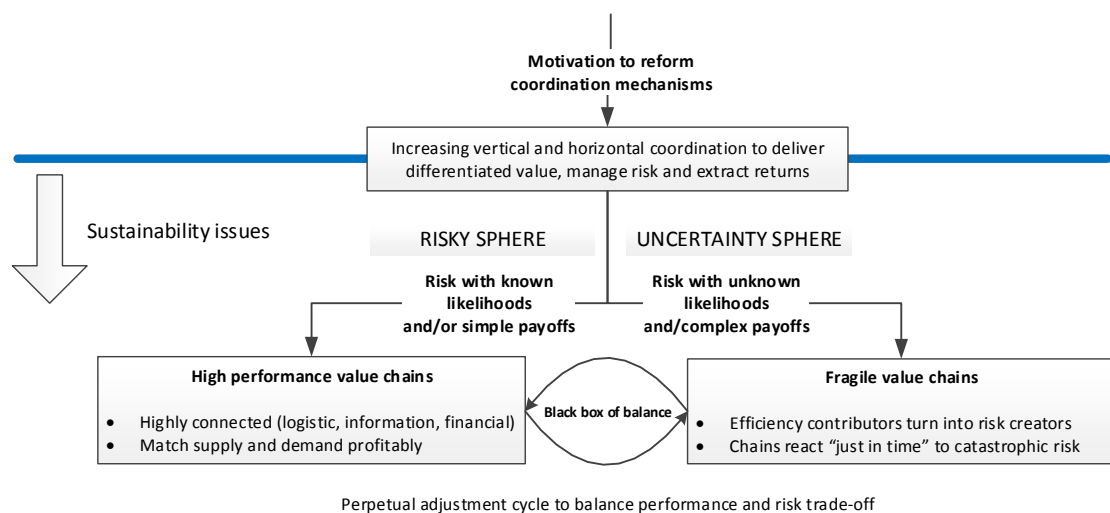 Motivation to reform
coordination mechanisms
Increasing vertical and horizontal coordination to deliver
differentiated value, manage risk and extract returns
Sustainability issues
RISKY SPHERE
UNCERTAINTY SPHERE
Risk with known
likelihoods
and/or simple payoffs
Risk with unknown
likelihoods
and/complex payoffs
High performance value chains
• Highly connected (logistic, information, financial)
• Match supply and demand profitably
Black box of balance
Fragile value chains
• Efficiency contributors turn into risk creators
• Chains react “just in time” to catastrophic risk
Perpetual adjustment cycle to balance performance and risk trade-off